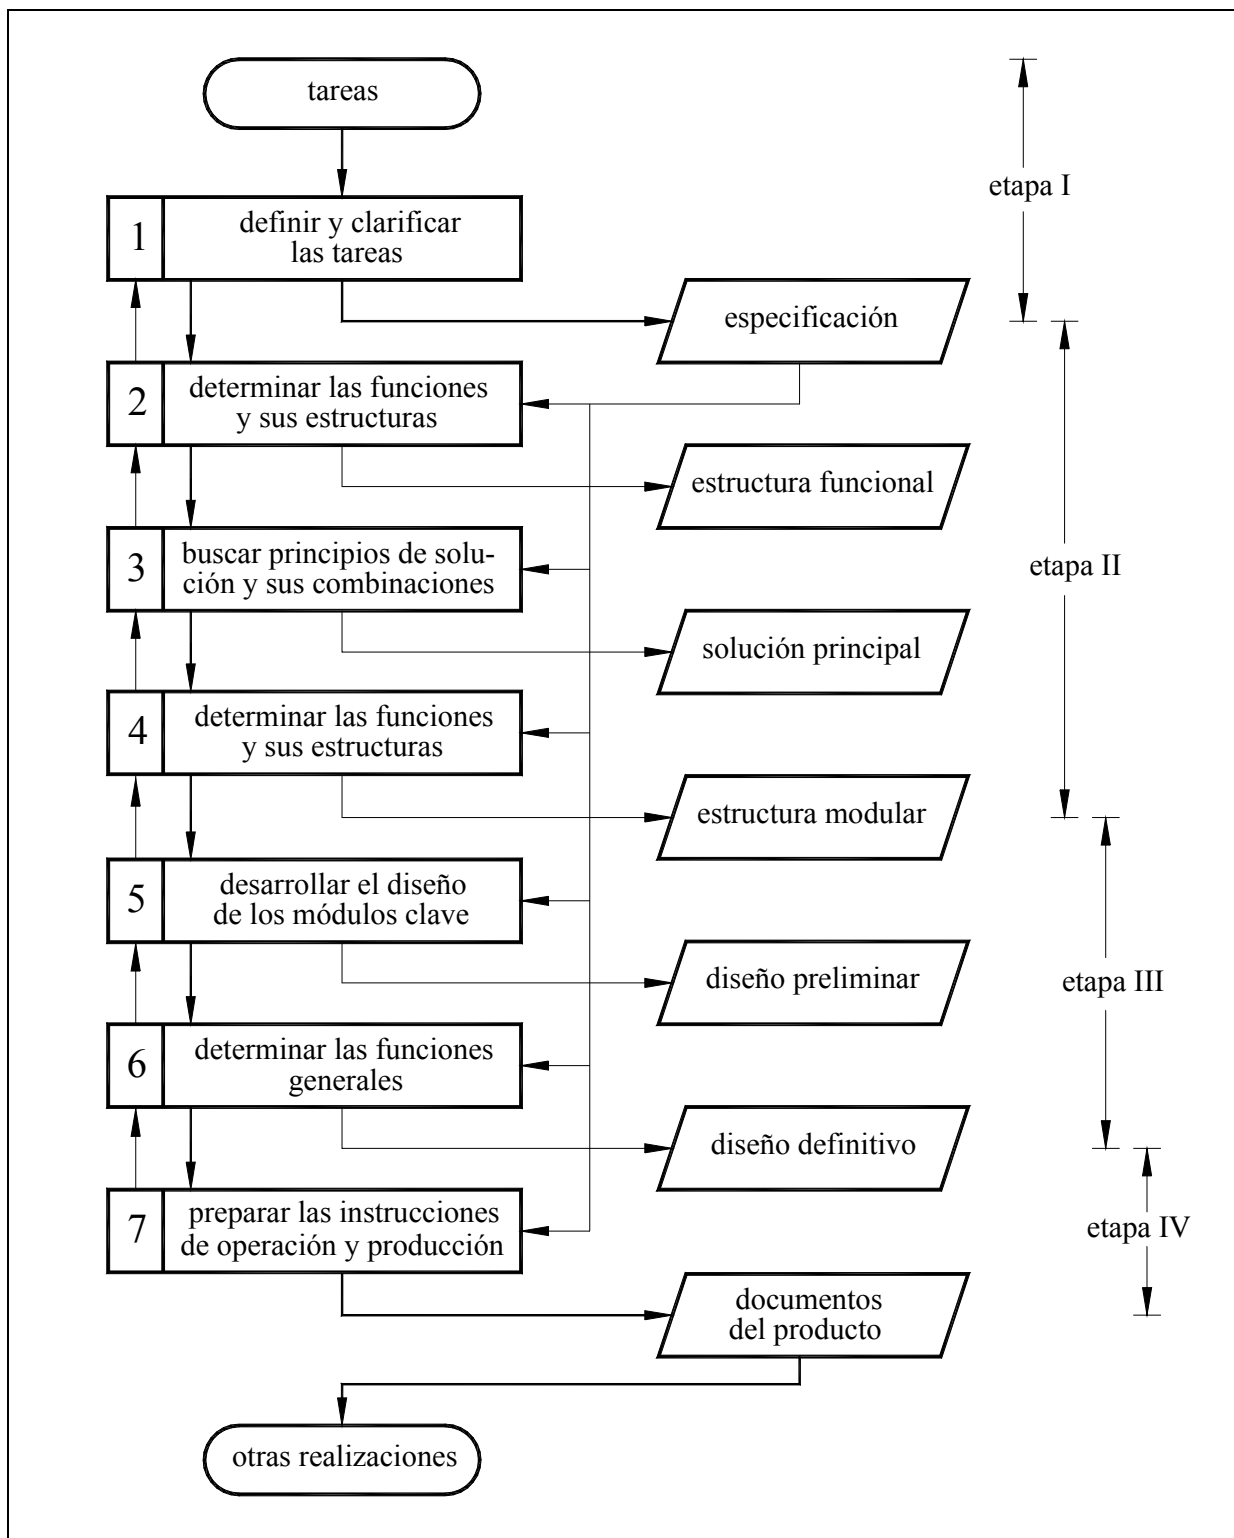 tareas
etapa I
1
definir y clarificar
las tareas
especificación
2
determinar las funciones
y sus estructuras
estructura funcional
3
buscar principios de solu-
ción y sus combinaciones
etapa II
solución principal
4
determinar las funciones
y sus estructuras
estructura modular
5
desarrollar el diseño
de los módulos clave
diseño preliminar
etapa III
6
determinar las funciones
generales
diseño definitivo
7
preparar las instrucciones
de operación y producción
etapa IV
documentos
del producto
otras realizaciones